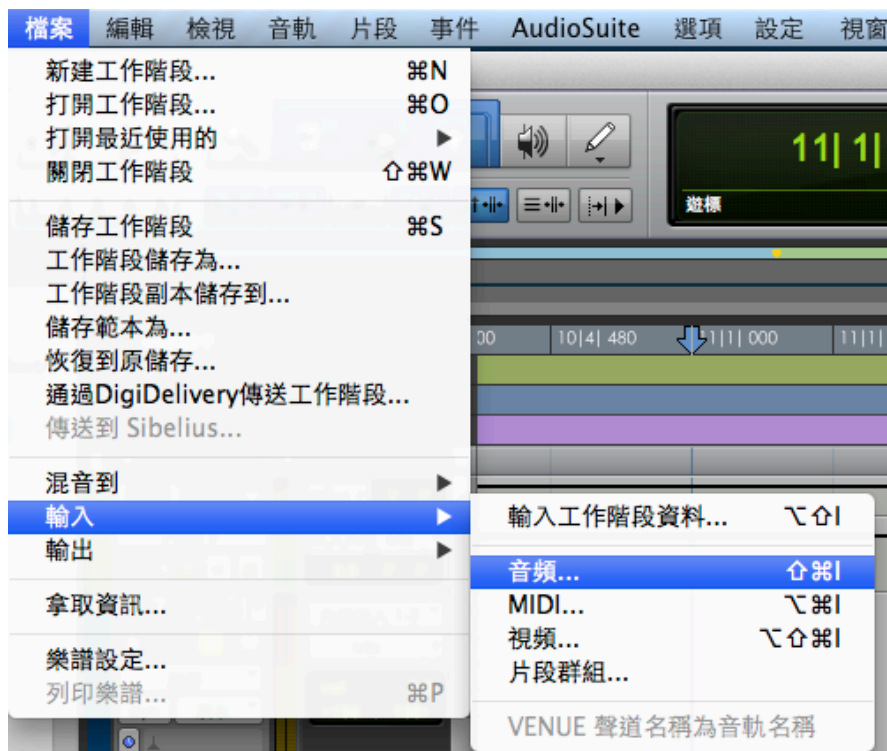 檔案 編輯 檢視 音軌 片段 事件 AudioSuite 選項 設定 視窗
新建工作階段... ⌘N
打開工作階段... ⌘O
打開最近使用的 ▶
關閉工作階段 ⇧⌘W
儲存工作階段 ⌘S
工作階段儲存為...
工作階段副本儲存到...
儲存範本為...
恢復到原儲存...
通過DigiDelivery傳送工作階段...
傳送到 Sibelius...
混音到 ▶
輸入 ▶
輸出 ▶
拿取資訊...
樂譜設定...
列印樂譜... ⌘P
11| 1|
遊標
00 10|4| 480 11|1| 000 11|1|
輸入工作階段資料... ⌥⇧I
音頻... ⇧⌘I
MIDI... ⌥⌘I
視頻... ⌥⇧⌘I
片段群組...
VENUE 聲道名稱為音軌名稱